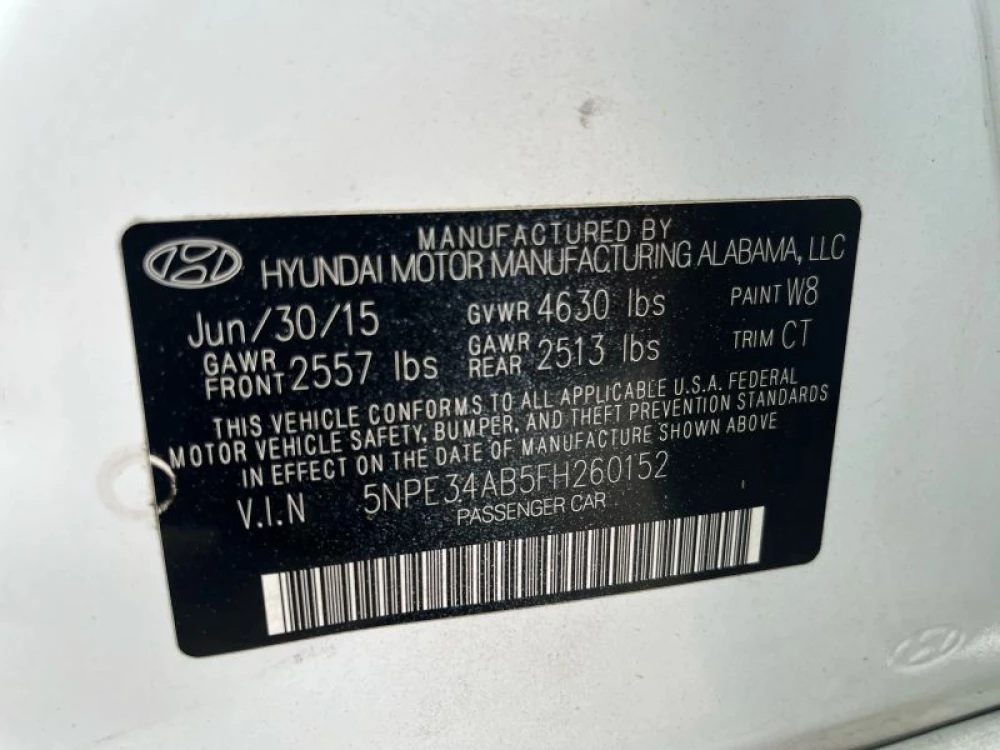 MANUFACTURED BY
HYUNDAI MOTOR MANUFACTURING ALABAMA, LLC
Jun/30/15 GVWR 4630 lbs PAINT W8
GAWR FRONT 2557 lbs GAWR REAR 2513 lbs TRIM CT
THIS VEHICLE CONFORMS TO ALL APPLICABLE U.S.A. FEDERAL
MOTOR VEHICLE SAFETY, BUMPER, AND THEFT PREVENTION STANDARDS
IN EFFECT ON THE DATE OF MANUFACTURE SHOWN ABOVE
V.I.N 5NPE34AB5FH260152
PASSENGER CAR